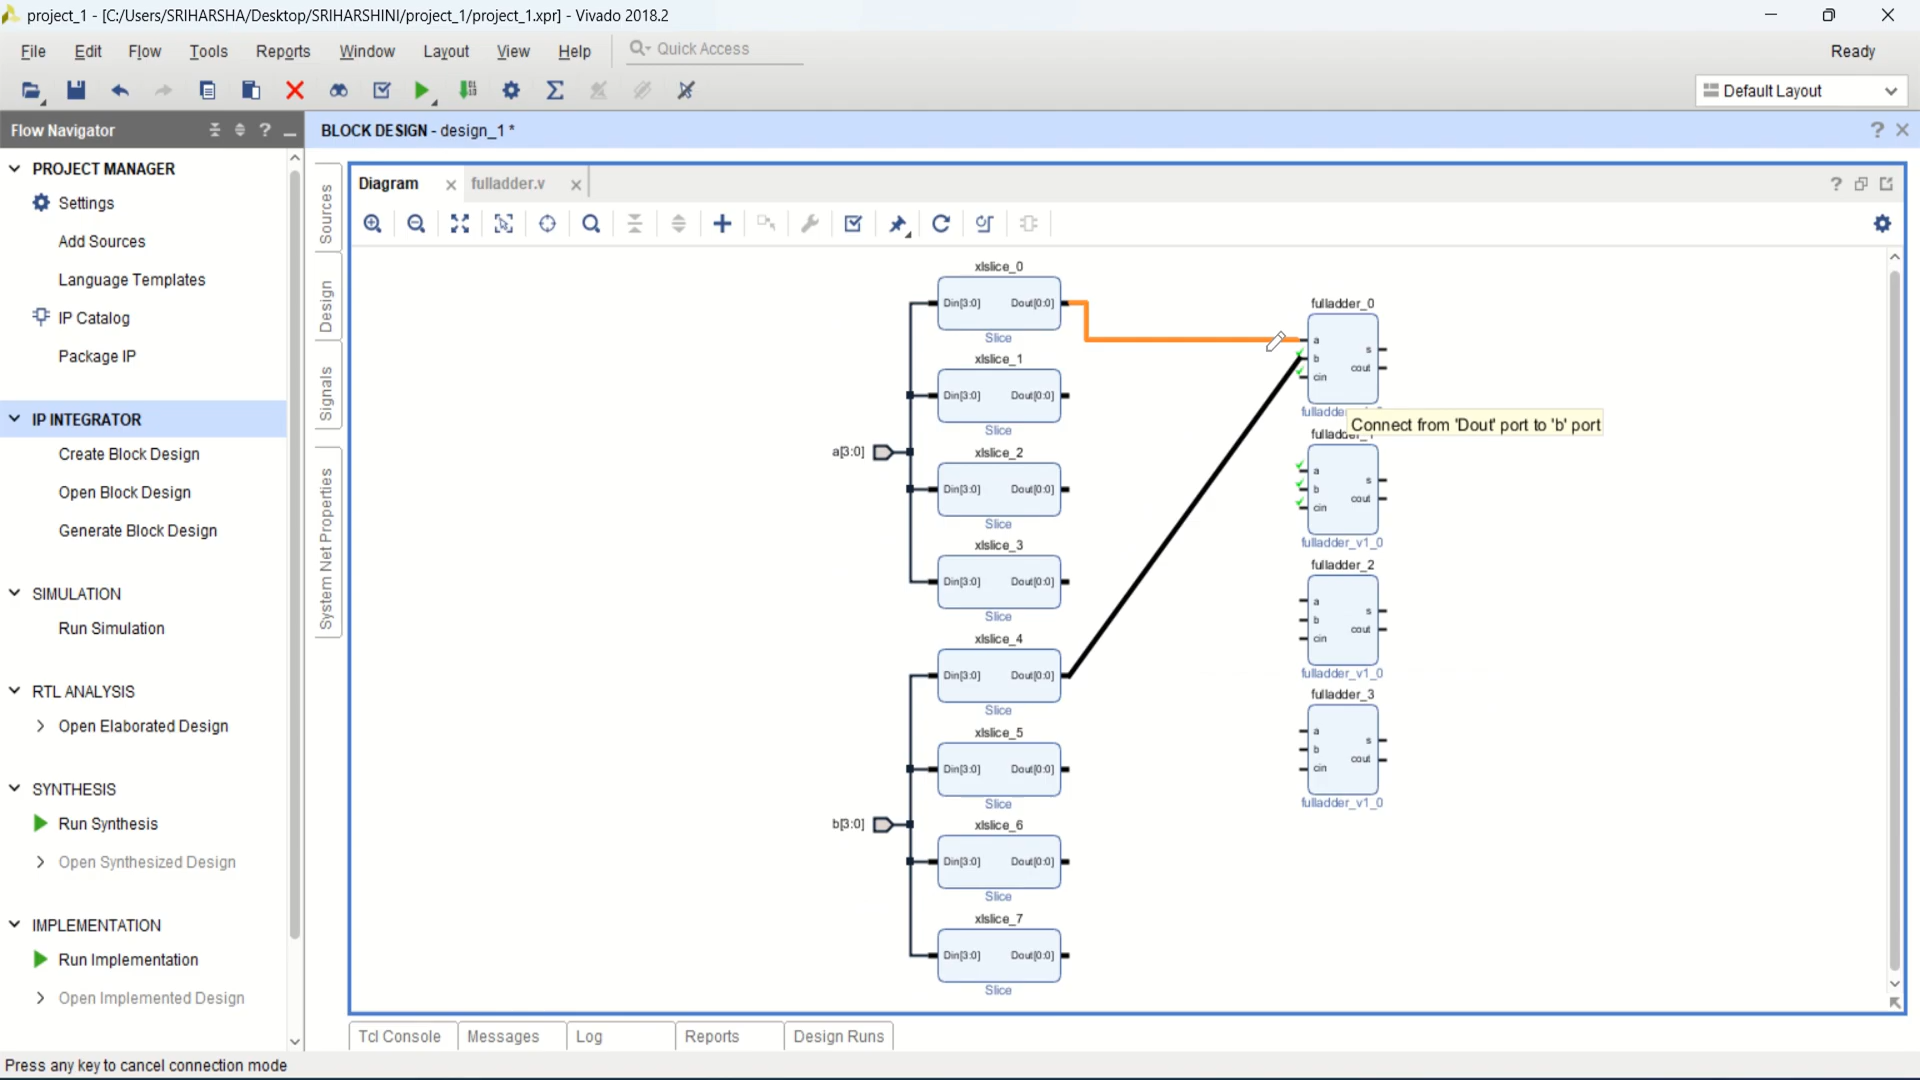 project_1 - [C:/Users/SRIHARSHA/Desktop/SRIHARSHINI/project_1/project_1.xpr] - Vivado 2018.2
File Edit Flow Tools Reports Window Layout View Help Quick Access Ready
Default Layout
Flow Navigator
BLOCK DESIGN - design_1 *
PROJECT MANAGER
Settings
Add Sources
Language Templates
IP Catalog
Package IP
IP INTEGRATOR
Create Block Design
Open Block Design
Generate Block Design
SIMULATION
Run Simulation
RTL ANALYSIS
Open Elaborated Design
SYNTHESIS
Run Synthesis
Open Synthesized Design
IMPLEMENTATION
Run Implementation
Open Implemented Design
Sources
Design
Signals
System Net Properties
Diagram fulladder.v
xlslice_0
Din[3:0] Dout[0:0]
Slice
xlslice_1
Din[3:0] Dout[0:0]
Slice
a[3:0]
xlslice_2
Din[3:0] Dout[0:0]
Slice
xlslice_3
Din[3:0] Dout[0:0]
Slice
xlslice_4
Din[3:0] Dout[0:0]
Slice
xlslice_5
Din[3:0] Dout[0:0]
Slice
b[3:0]
xlslice_6
Din[3:0] Dout[0:0]
Slice
xlslice_7
Din[3:0] Dout[0:0]
Slice
fulladder_0
a
s
b
cout
cin
Connect from 'Dout' port to 'b' port
a
s
b
cout
cin
fulladder_v1_0
fulladder_2
a
s
b
cout
cin
fulladder_v1_0
fulladder_3
a
s
b
cout
cin
fulladder_v1_0
Tcl Console Messages Log Reports Design Runs
Press any key to cancel connection mode